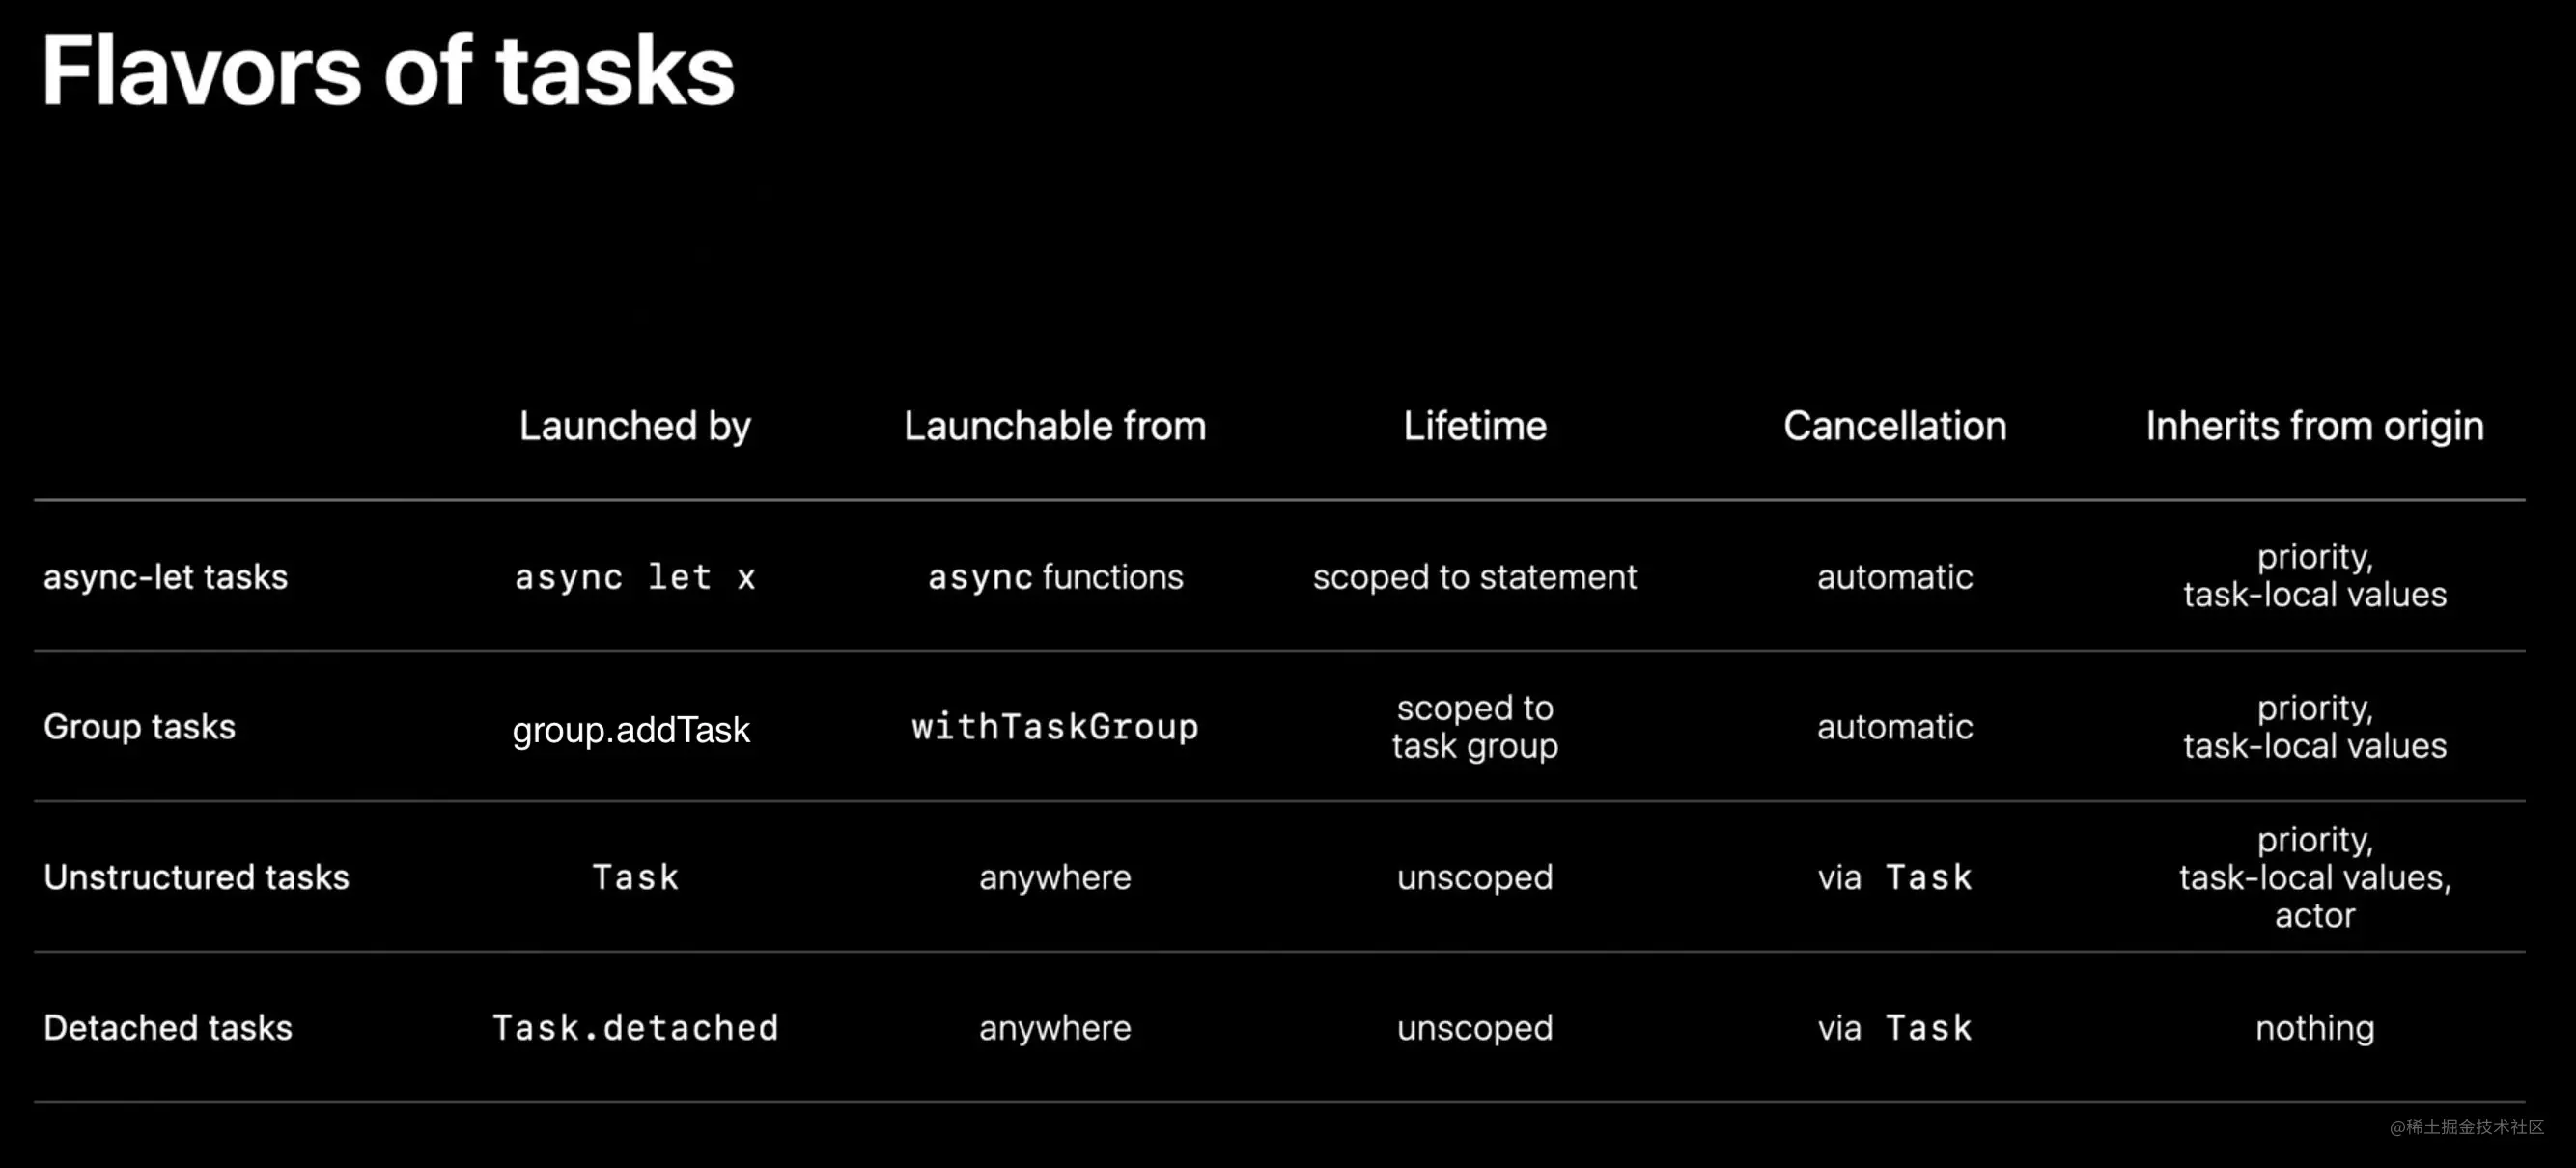 Flavors of tasks
Launched by Launchable from Lifetime Cancellation Inherits from origin
async-let tasks async let x async functions scoped to statement automatic priority, task-local values
Group tasks group.addTask withTaskGroup scoped to task group automatic priority, task-local values
Unstructured tasks Task anywhere unscoped via Task priority, task-local values, actor
Detached tasks Task.detached anywhere unscoped via Task nothing
@稀土掘金技术社区